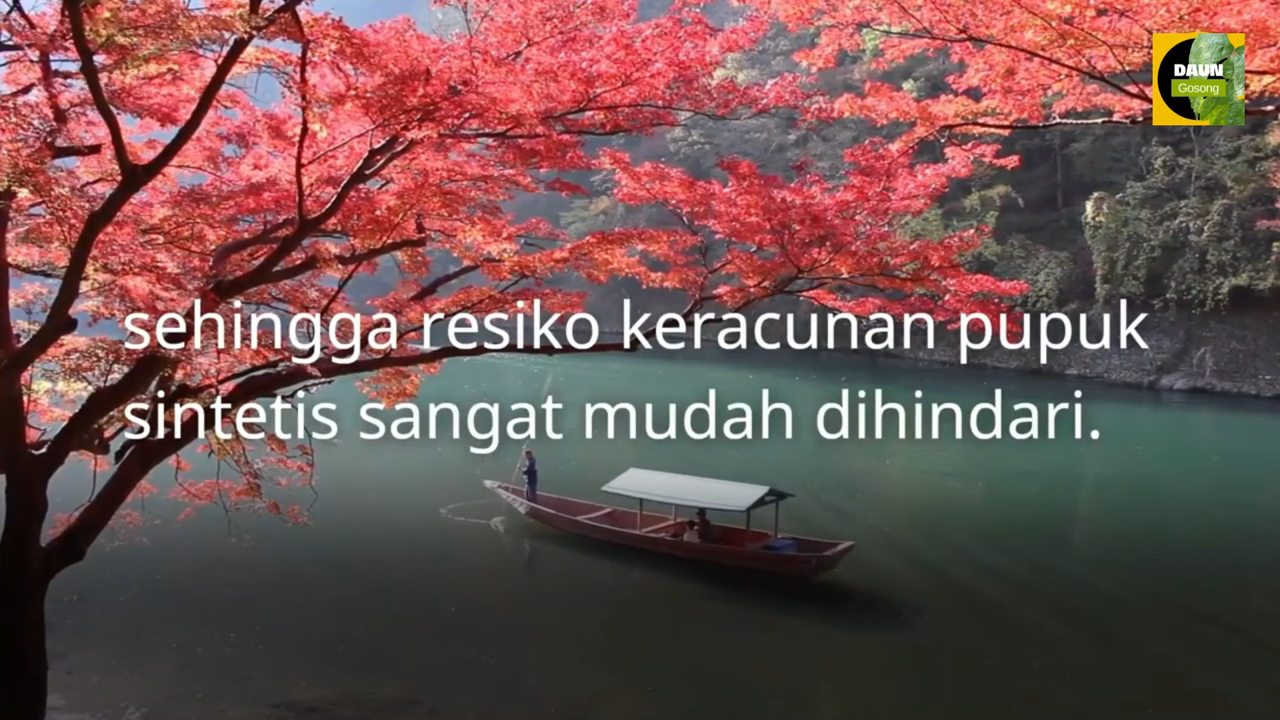 DAUN
Gosong
sehingga resiko keracunan pupuk
sintetis sangat mudah dihindari.